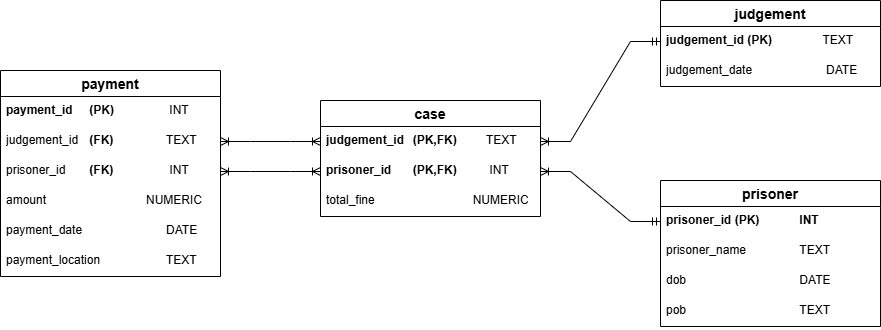 payment
payment_id (PK) INT
judgement_id (FK) TEXT
prisoner_id (FK) INT
amount NUMERIC
payment_date DATE
payment_location TEXT
case
judgement_id (PK,FK) TEXT
prisoner_id (PK,FK) INT
total_fine NUMERIC
judgement
judgement_id (PK) TEXT
judgement_date DATE
prisoner
prisoner_id (PK) INT
prisoner_name TEXT
dob DATE
pob TEXT